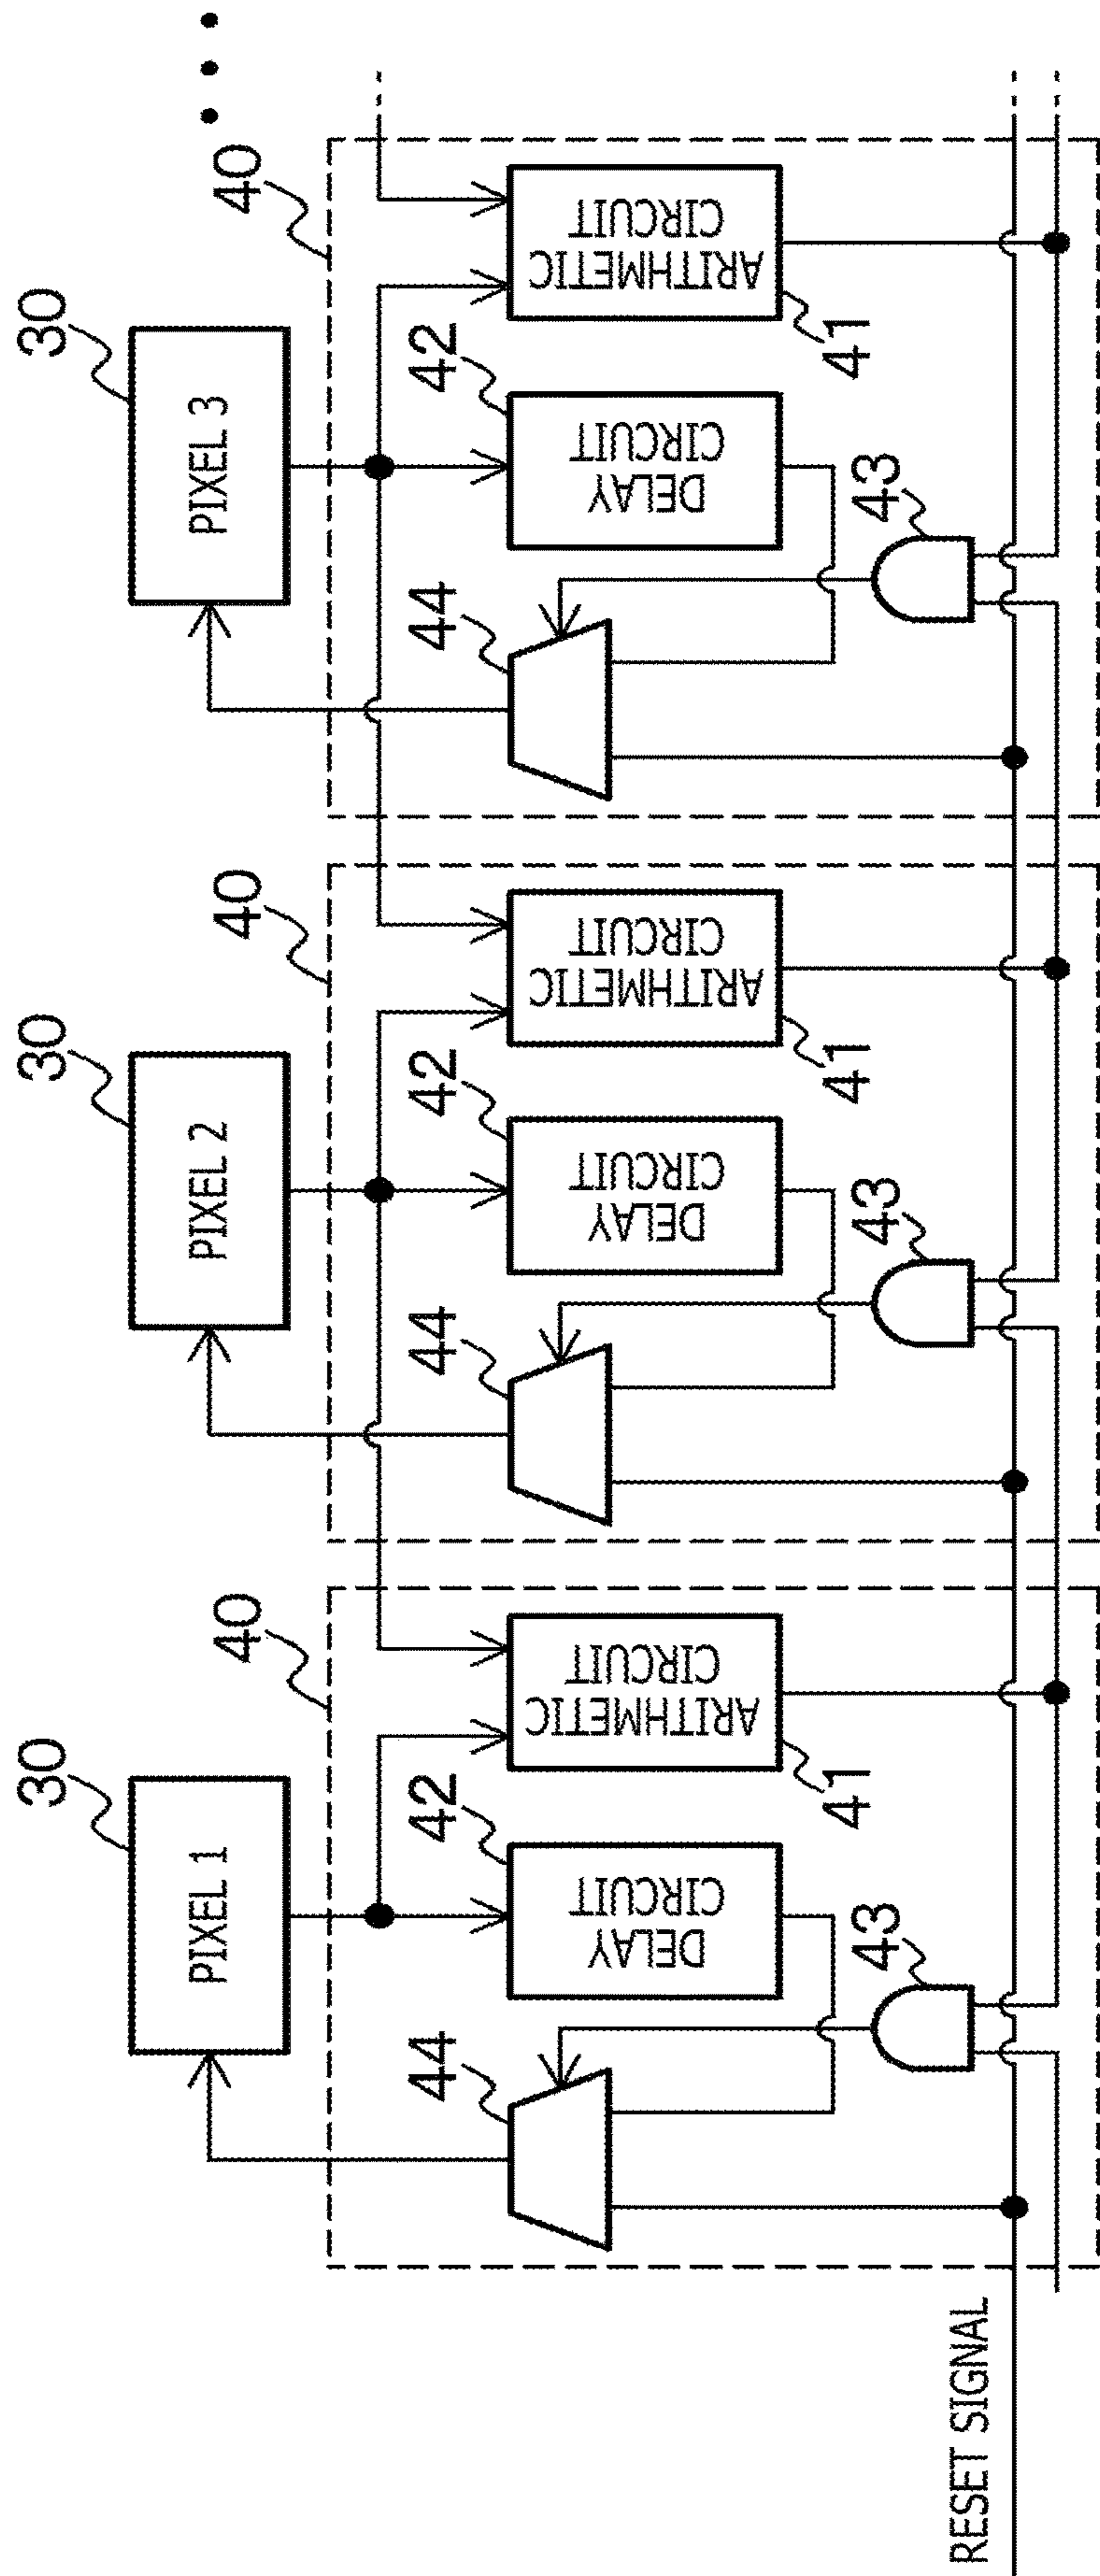 30
30
30
PIXEL 1
PIXEL 2
PIXEL 3
40
40
40
44
42
44
42
44
42
DELAY
CIRCUIT
ARITHMETIC
CIRCUIT
DELAY
CIRCUIT
ARITHMETIC
CIRCUIT
DELAY
CIRCUIT
ARITHMETIC
CIRCUIT
43
41
43
41
43
41
RESET SIGNAL